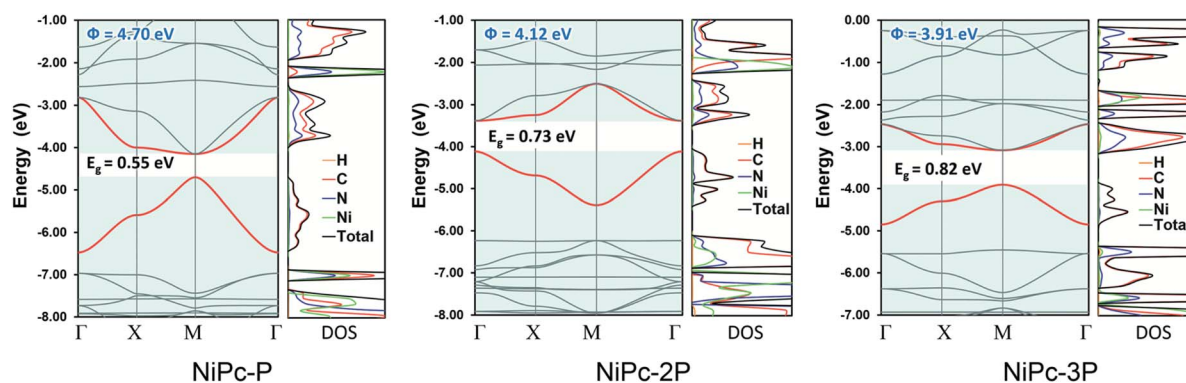 Energy (eV)
-1.00
-2.00
-3.00
-4.00
-5.00
-6.00
-7.00
-8.00
Φ = 4.70 eV
E_g = 0.55 eV
H
C
N
Ni
Total
Γ X M Γ
DOS
NiPc-P
Energy (eV)
-1.00
-2.00
-3.00
-4.00
-5.00
-6.00
-7.00
-8.00
Φ = 4.12 eV
E_g = 0.73 eV
H
C
N
Ni
Total
Γ X M Γ
DOS
NiPc-2P
Energy (eV)
0.00
-1.00
-2.00
-3.00
-4.00
-5.00
-6.00
-7.00
Φ = 3.91 eV
E_g = 0.82 eV
H
C
N
Ni
Total
Γ X M Γ
DOS
NiPc-3P